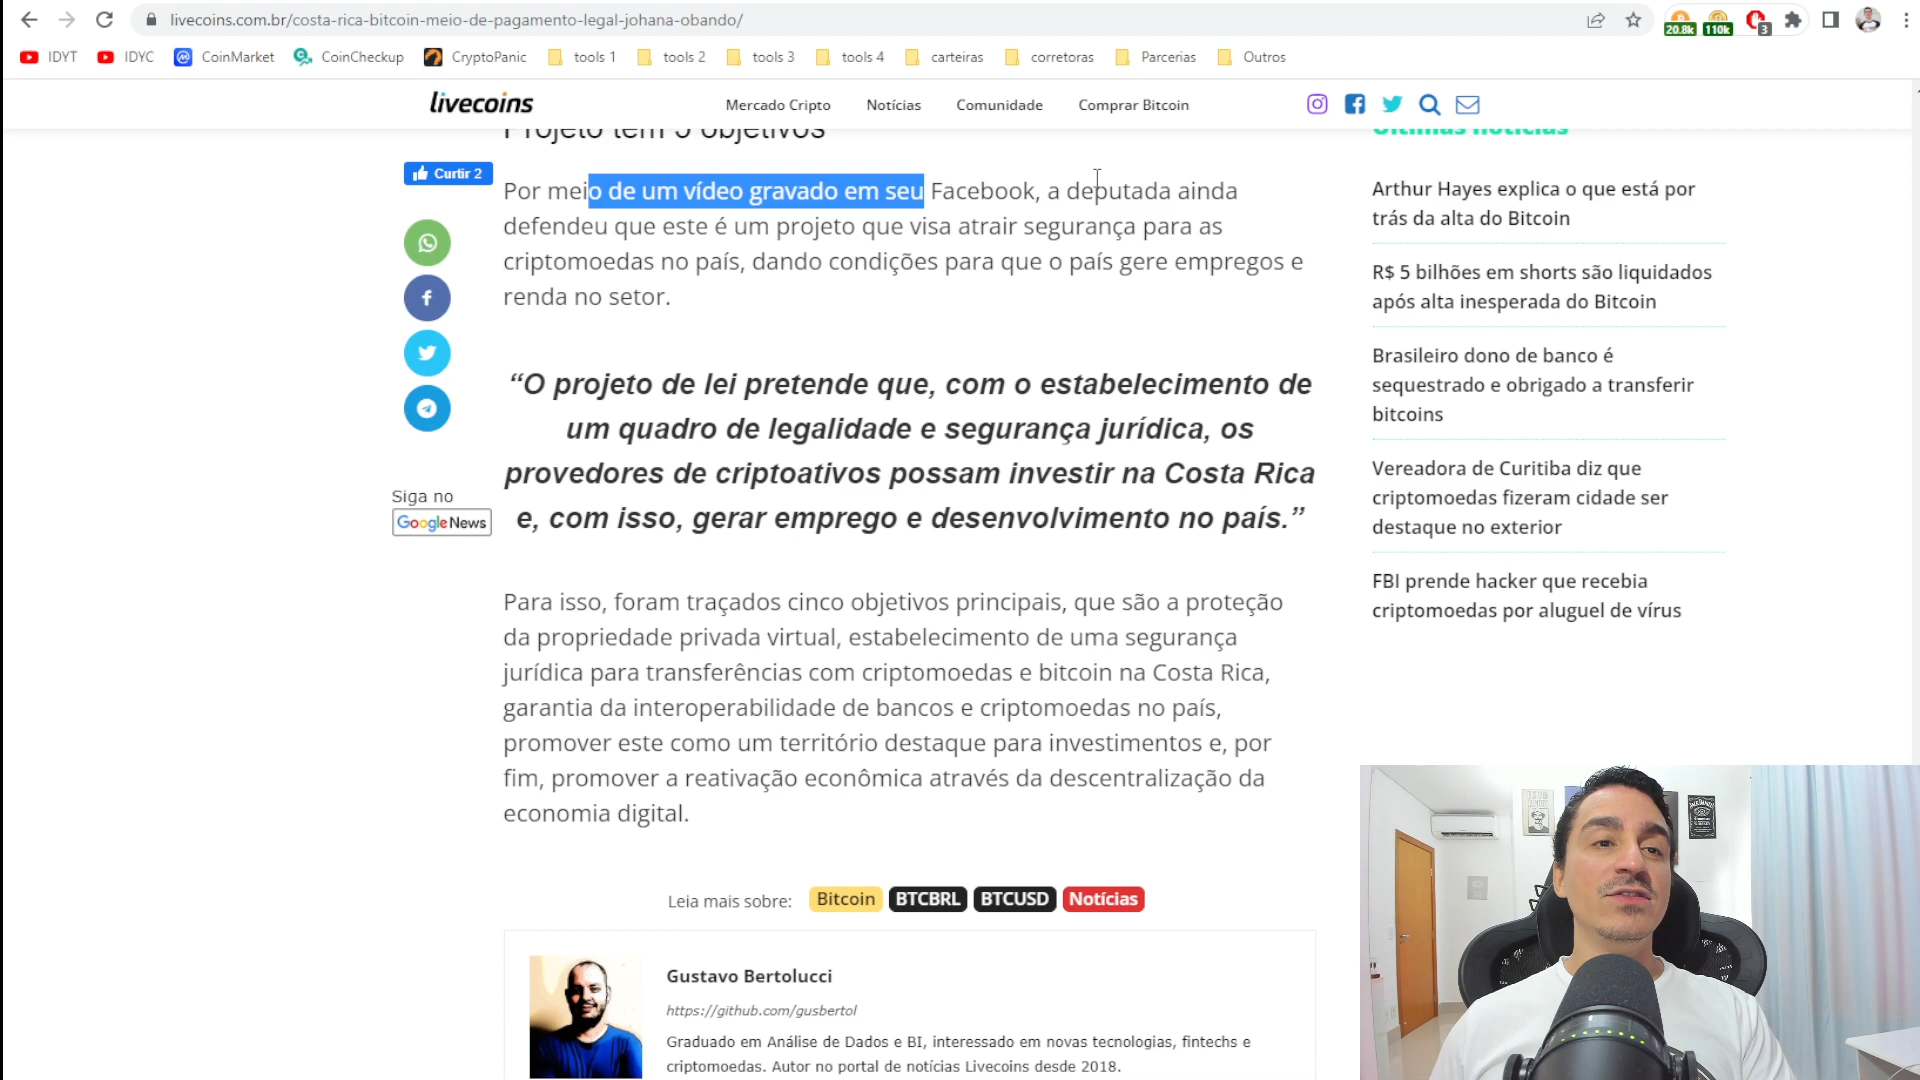 livecoins.com.br/costa-rica-bitcoin-meio-de-pagamento-legal-johana-obando/
20.8k
110k
3
IDYT
IDYC
CoinMarket
CoinCheckup
CryptoPanic
tools 1
tools 2
tools 3
tools 4
carteiras
corretoras
Parcerias
Outros
livecoins
Mercado Cripto
Notícias
Comunidade
Comprar Bitcoin
Projeto tem 5 objetivos
Curtir 2
Por meio de um vídeo gravado em seu Facebook, a deputada ainda
defendeu que este é um projeto que visa atrair segurança para as
criptomoedas no país, dando condições para que o país gere empregos e
renda no setor.
“O projeto de lei pretende que, com o estabelecimento de
um quadro de legalidade e segurança jurídica, os
provedores de criptoativos possam investir na Costa Rica
e, com isso, gerar emprego e desenvolvimento no país.”
Siga no
Google News
Para isso, foram traçados cinco objetivos principais, que são a proteção
da propriedade privada virtual, estabelecimento de uma segurança
jurídica para transferências com criptomoedas e bitcoin na Costa Rica,
garantia da interoperabilidade de bancos e criptomoedas no país,
promover este como um território destaque para investimentos e, por
fim, promover a reativação econômica através da descentralização da
economia digital.
Leia mais sobre:
Bitcoin
BTCBRL
BTCUSD
Notícias
Gustavo Bertolucci
https://github.com/gusbertol
Graduado em Análise de Dados e BI, interessado em novas tecnologias, fintechs e
criptomoedas. Autor no portal de notícias Livecoins desde 2018.
Últimas notícias
Arthur Hayes explica o que está por
trás da alta do Bitcoin
R$ 5 bilhões em shorts são liquidados
após alta inesperada do Bitcoin
Brasileiro dono de banco é
sequestrado e obrigado a transferir
bitcoins
Vereadora de Curitiba diz que
criptomoedas fizeram cidade ser
destaque no exterior
FBI prende hacker que recebia
criptomoedas por aluguel de vírus